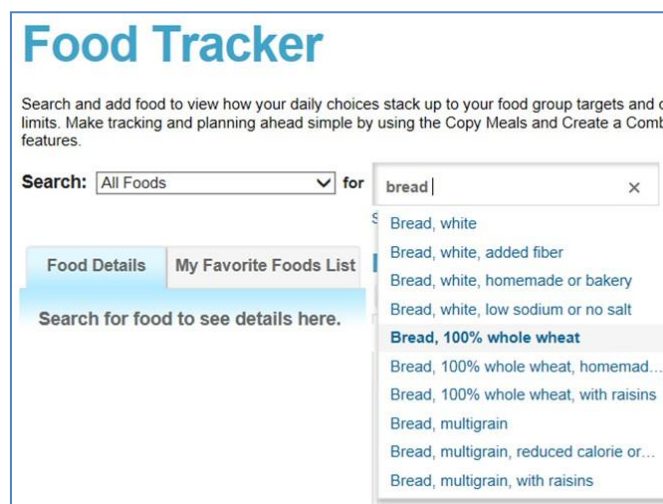 Food Tracker
Search and add food to view how your daily choices stack up to your food group targets and
limits. Make tracking and planning ahead simple by using the Copy Meals and Create a
features.
Search: All Foods for bread
Food Details My Favorite Foods List
Search for food to see details here.
Bread, white
Bread, white, added fiber
Bread, white, homemade or bakery
Bread, white, low sodium or no salt
Bread, 100% whole wheat
Bread, 100% whole wheat, homemad...
Bread, 100% whole wheat, with raisins
Bread, multigrain
Bread, multigrain, reduced calorie or...
Bread, multigrain, with raisins